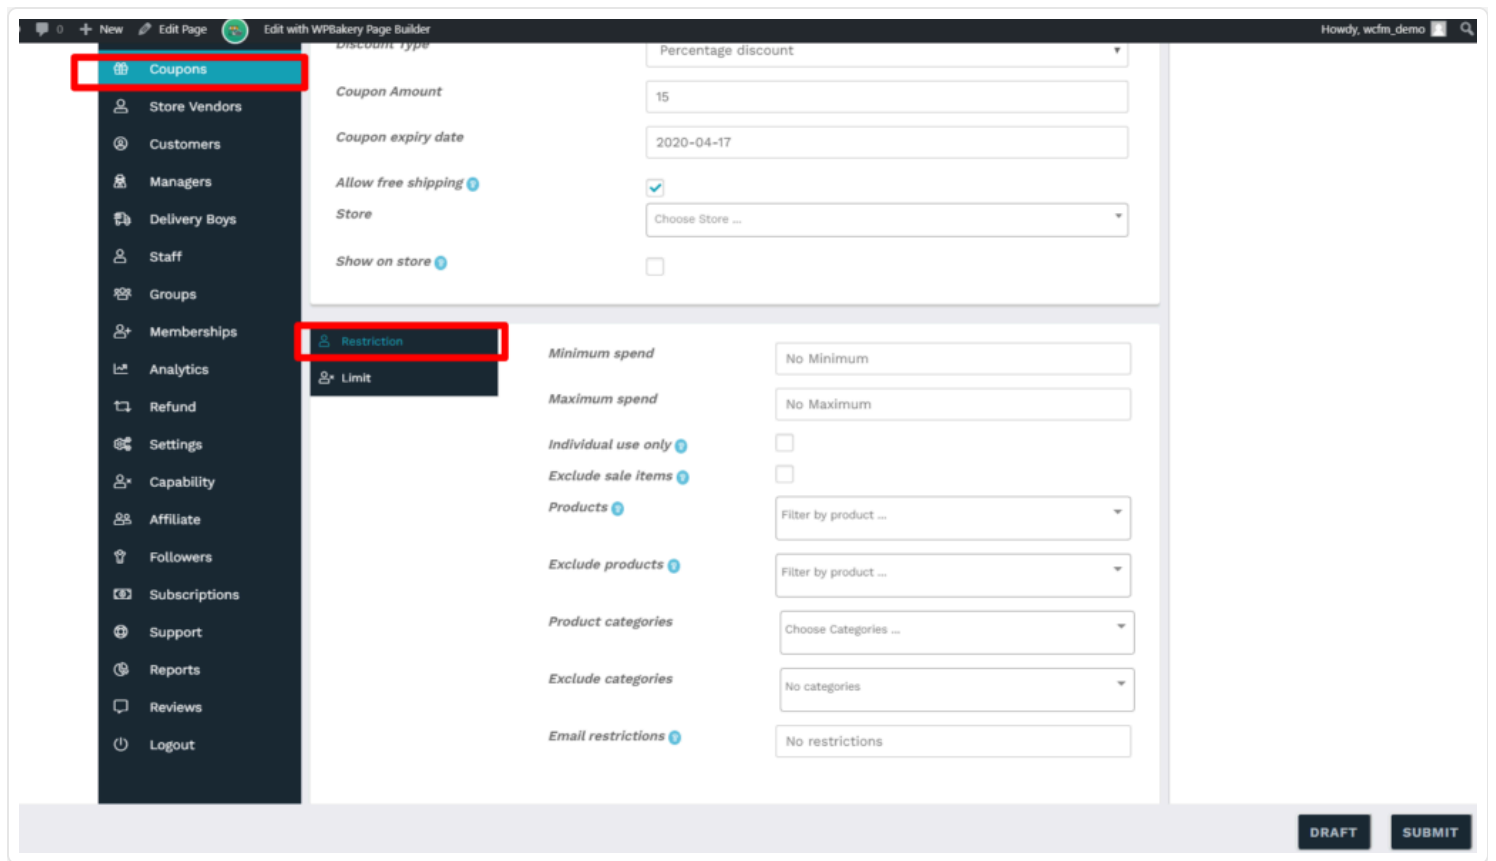 0 New Edit Page Edit with WPBakery Page Builder Howdy, wcfm_demo
Coupons
Store Vendors
Customers
Managers
Delivery Boys
Staff
Groups
Memberships
Analytics
Refund
Settings
Capability
Affiliate
Followers
Subscriptions
Support
Reports
Reviews
Logout
Discount Type Percentage discount
Coupon Amount 15
Coupon expiry date 2020-04-17
Allow free shipping
Store Choose Store ...
Show on store
Restriction
Limit
Minimum spend No Minimum
Maximum spend No Maximum
Individual use only
Exclude sale items
Products Filter by product ...
Exclude products Filter by product ...
Product categories Choose Categories ...
Exclude categories No categories
Email restrictions No restrictions
DRAFT SUBMIT